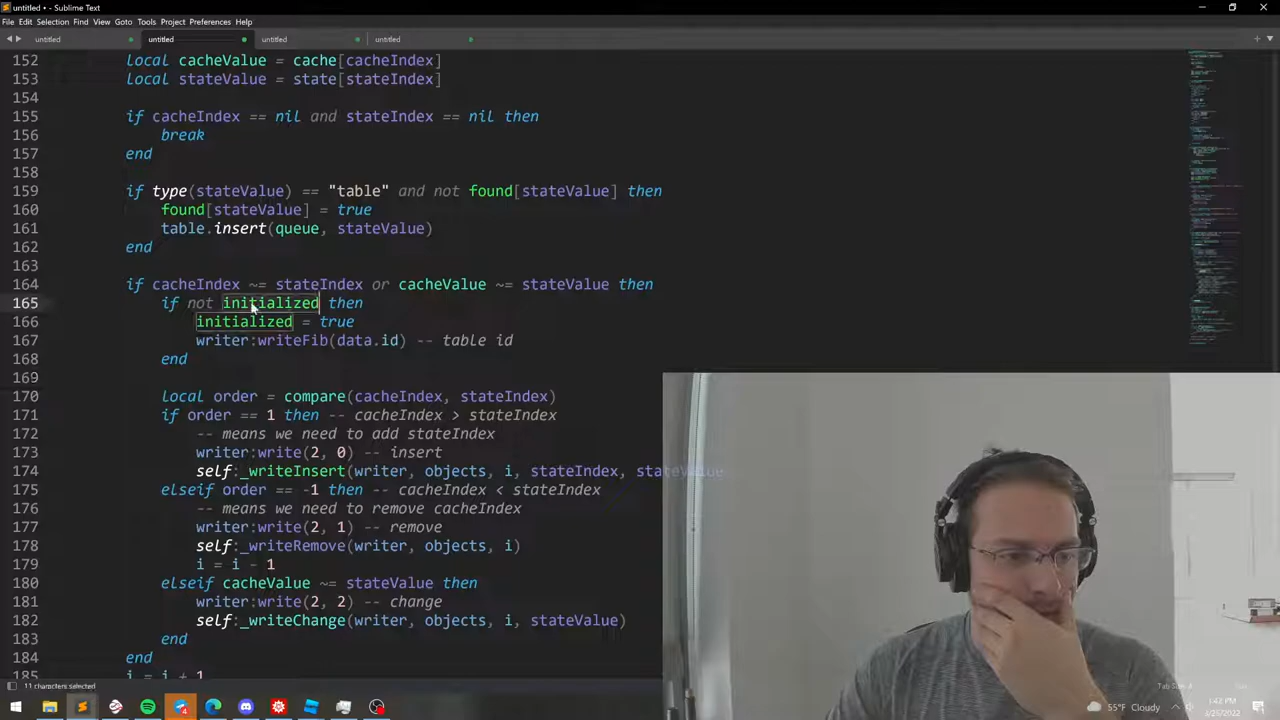 untitled • - Sublime Text
File Edit Selection Find View Goto Tools Project Preferences Help
untitled untitled untitled untitled
152 local cacheValue = cache[cacheIndex]
153 local stateValue = state[stateIndex]
154
155 if cacheIndex == nil and stateIndex == nil then
156 break
157 end
158
159 if type(stateValue) == "table" and not found[stateValue] then
160 found[stateValue] = true
161 table.insert(queue, stateValue)
162 end
163
164 if cacheIndex ~= stateIndex or cacheValue ~= stateValue then
165 if not initialized then
166 initialized = true
167 writer:writeFib(data.id) -- table id
168 end
169
170 local order = compare(cacheIndex, stateIndex)
171 if order == 1 then -- cacheIndex > stateIndex
172 -- means we need to add stateIndex
173 writer:write(2, 0) -- insert
174 self:_writeInsert(writer, objects, i, stateIndex, stateValue
175 elseif order == -1 then -- cacheIndex < stateIndex
176 -- means we need to remove cacheIndex
177 writer:write(2, 1) -- remove
178 self:_writeRemove(writer, objects, i)
179 i = i - 1
180 elseif cacheValue ~= stateValue then
181 writer:write(2, 2) -- change
182 self:_writeChange(writer, objects, i, stateValue)
183 end
184 end
185 i = i + 1
11 characters selected
55°F Cloudy
1:43 PM